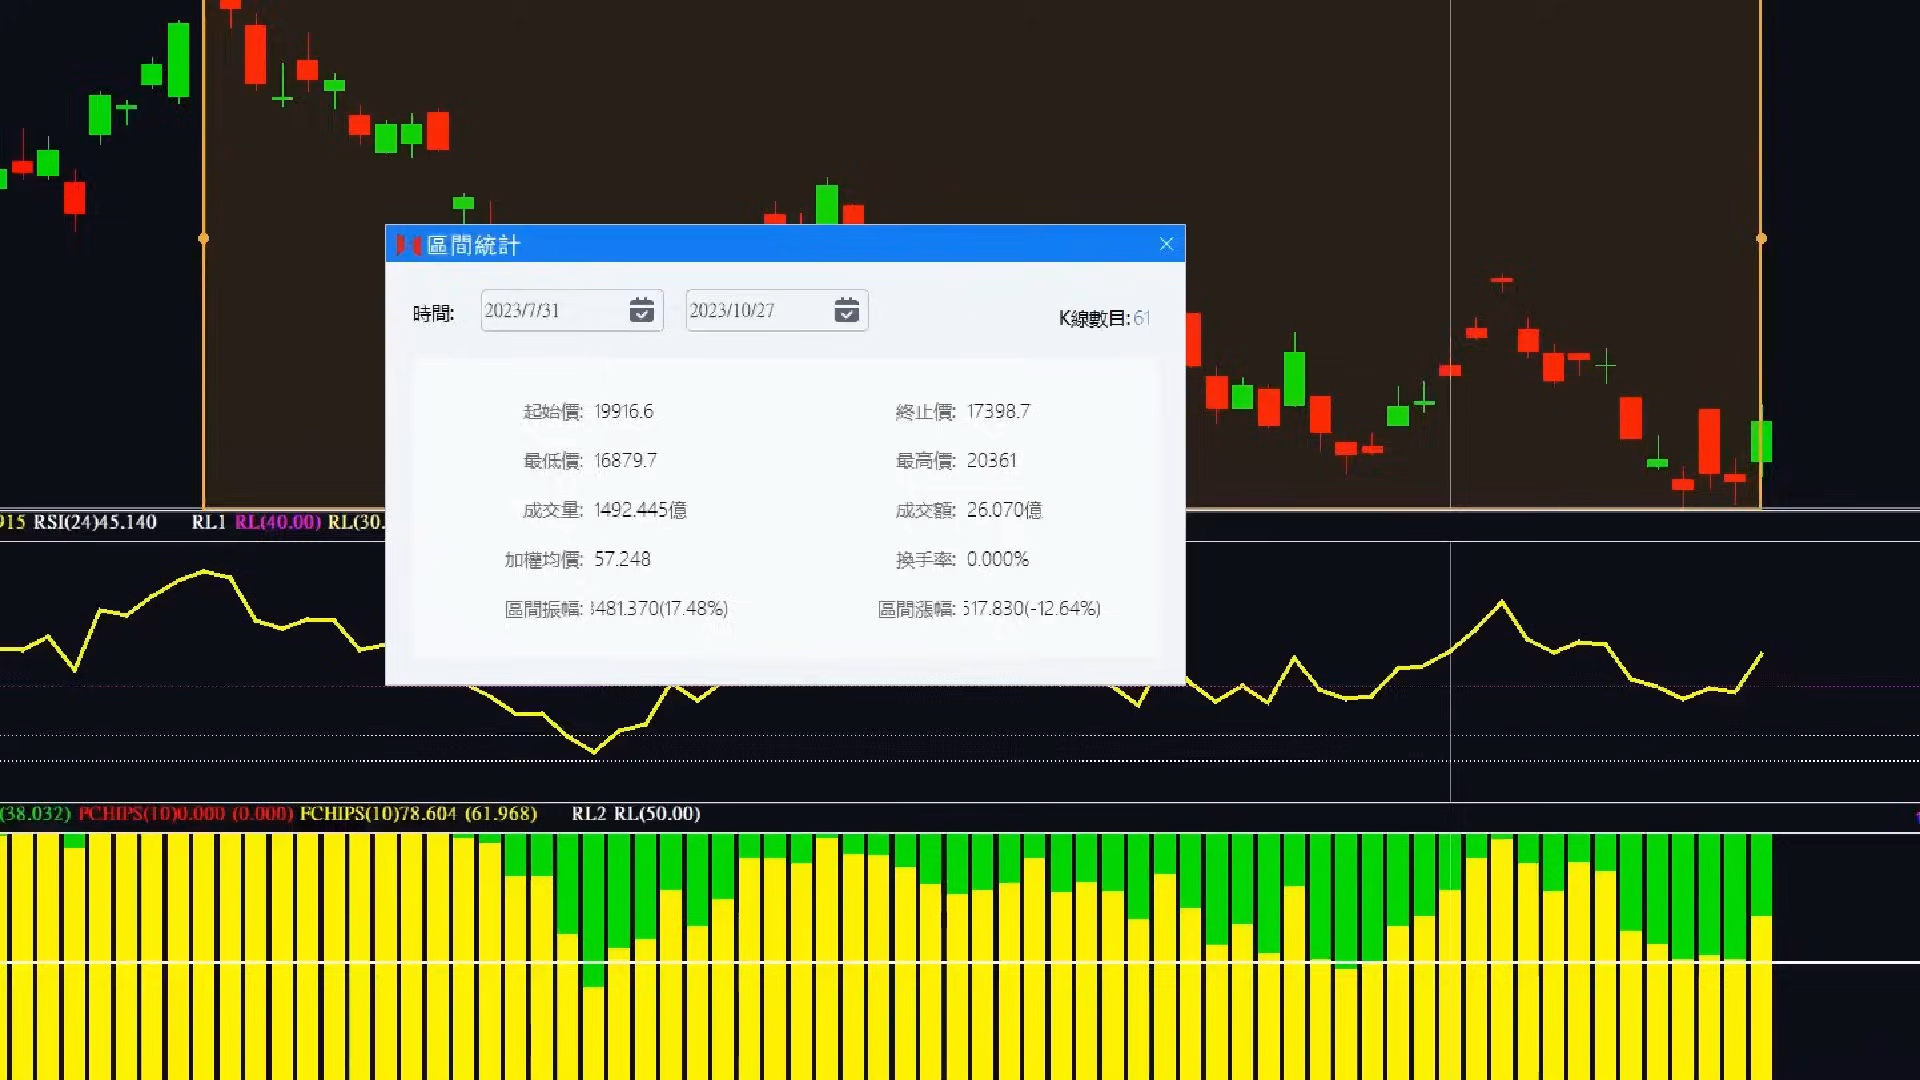 區間統計
時間: 2023/7/31 2023/10/27 K線數目: 61
起始價: 19916.6 終止價: 17398.7
最低價: 16879.7 最高價: 20361
成交量: 1492.445億 成交額: 26.070億
加權均價: 57.248 換手率: 0.000%
區間振幅: 481.370(17.48%) 區間漲幅: 517.830(-12.64%)
915 RSI(24)45.140 RL1 RL(40.00) RL(30.
(38.032) PCHIPS(10)0.000 (0.000) FCHIPS(10)78.604 (61.968) RL2 RL(50.00)